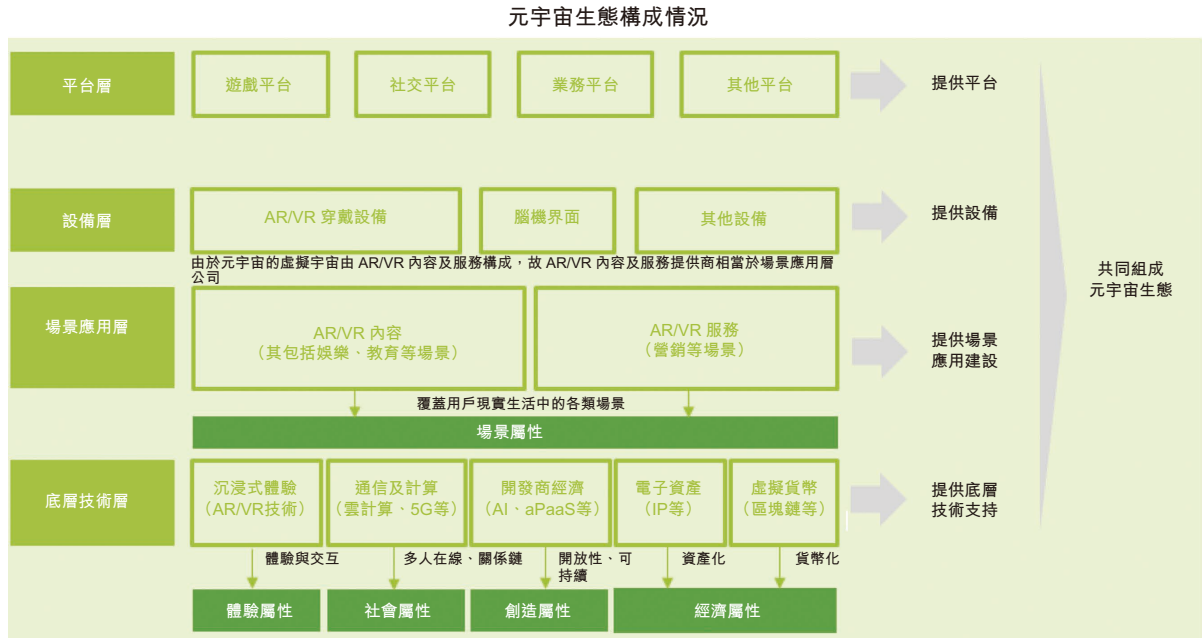 元宇宙生態構成情況
平台層
遊戲平台
社交平台
業務平台
其他平台
提供平台
設備層
AR/VR 穿戴設備
腦機界面
其他設備
提供設備
由於元宇宙的虛擬宇宙由 AR/VR 內容及服務構成，故 AR/VR 內容及服務提供商相當於場景應用層
公司
場景應用層
AR/VR 內容
（其包括娛樂、教育等場景）
AR/VR 服務
（營銷等場景）
提供場景
應用建設
共同組成
元宇宙生態
覆蓋用戶現實生活中的各類場景
場景屬性
底層技術層
沉浸式體驗
（AR/VR技術）
通信及計算
（雲計算、5G等）
開發商經濟
（AI、aPaaS等）
電子資產
（IP等）
虛擬貨幣
（區塊鏈等）
提供底層
技術支持
體驗與交互
多人在線、關係鏈
開放性、可
持續
資產化
貨幣化
體驗屬性
社會屬性
創造屬性
經濟屬性